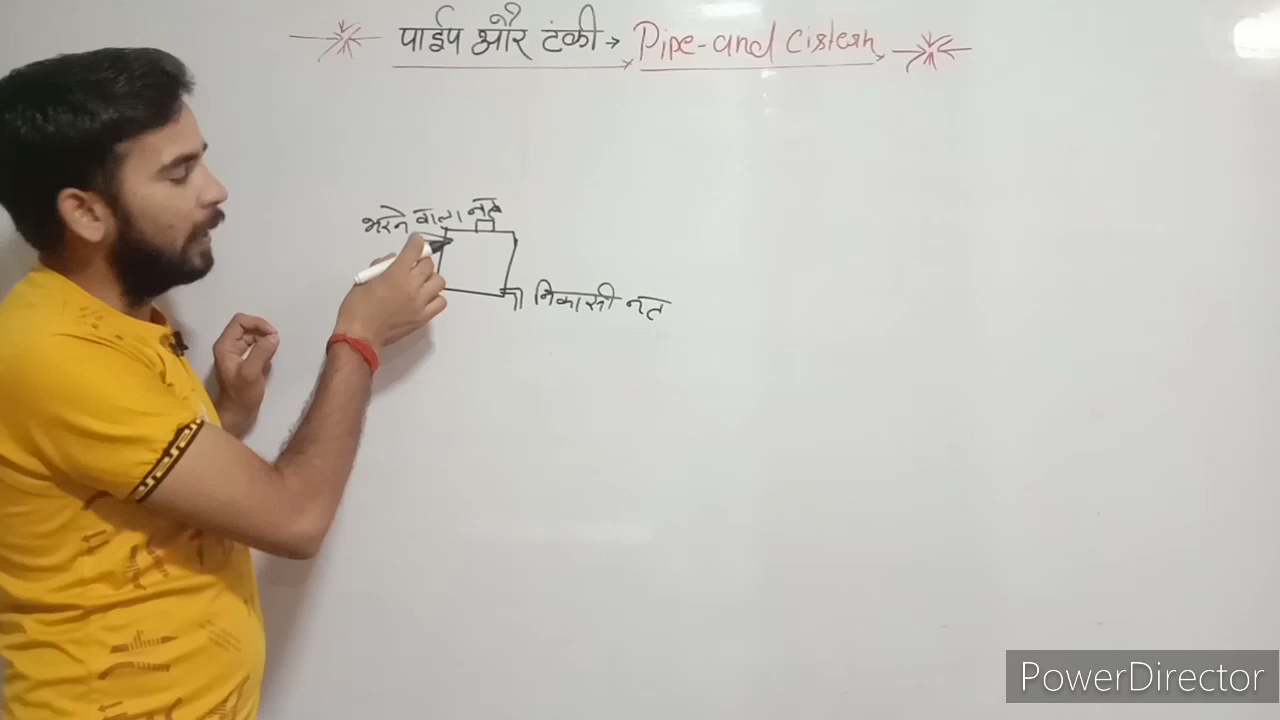 पाईप और टंकी → Pipe-and Cistern
भरने वाला नल
निकासी नल
PowerDirector